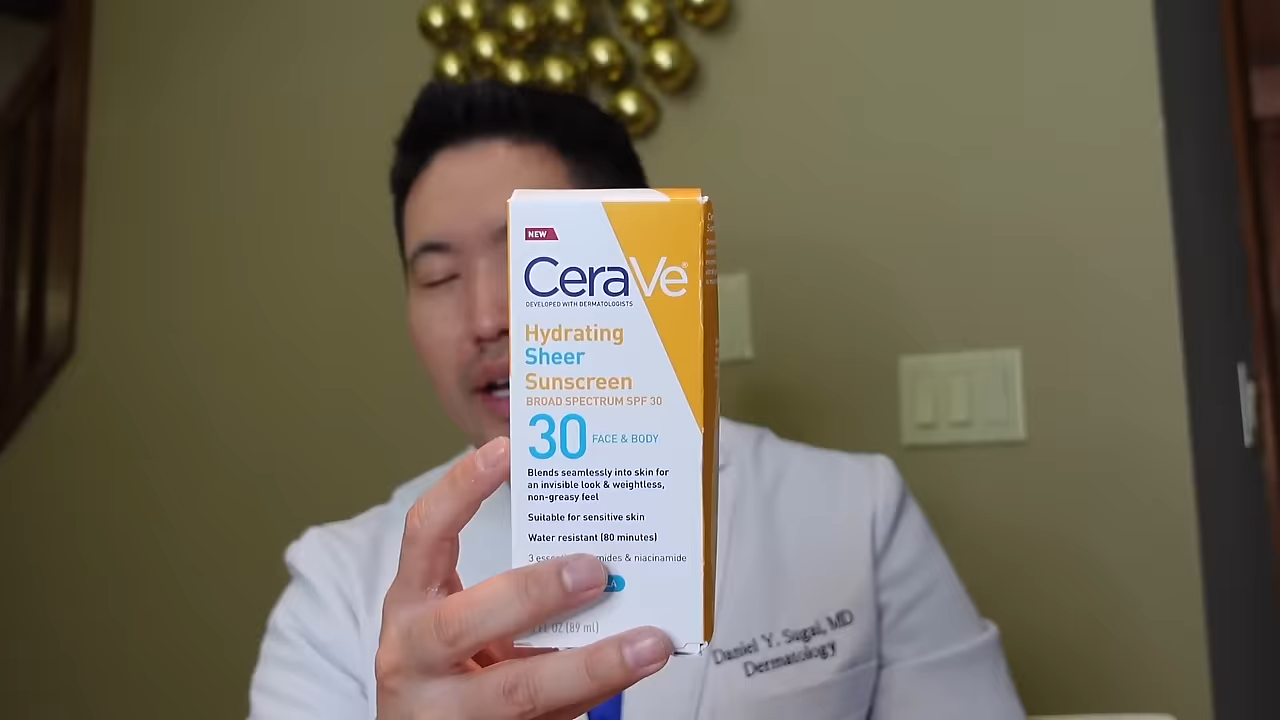 NEW
CeraVe®
DEVELOPED WITH DERMATOLOGISTS
Hydrating
Sheer
Sunscreen
BROAD SPECTRUM SPF 30
30 FACE & BODY
Blends seamlessly into skin for
an invisible look & weightless,
non-greasy feel
Suitable for sensitive skin
Water resistant (80 minutes)
3 & niacinamide
OZ (89 ml)
Daniel Y. Sugai, MD
Dermatology